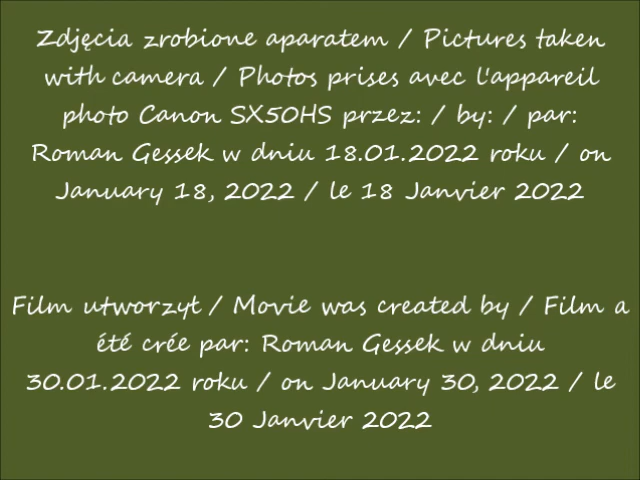 Zdjęcia zrobione aparatem / Pictures taken
with camera / Photos prises avec l'appareil
photo Canon SX50HS przez: / by: / par:
Roman Gessek w dniu 18.01.2022 roku / on
January 18, 2022 / le 18 Janvier 2022
Film utworzył / Movie was created by / Film a
été crée par: Roman Gessek w dniu
30.01.2022 roku / on January 30, 2022 / le
30 Janvier 2022